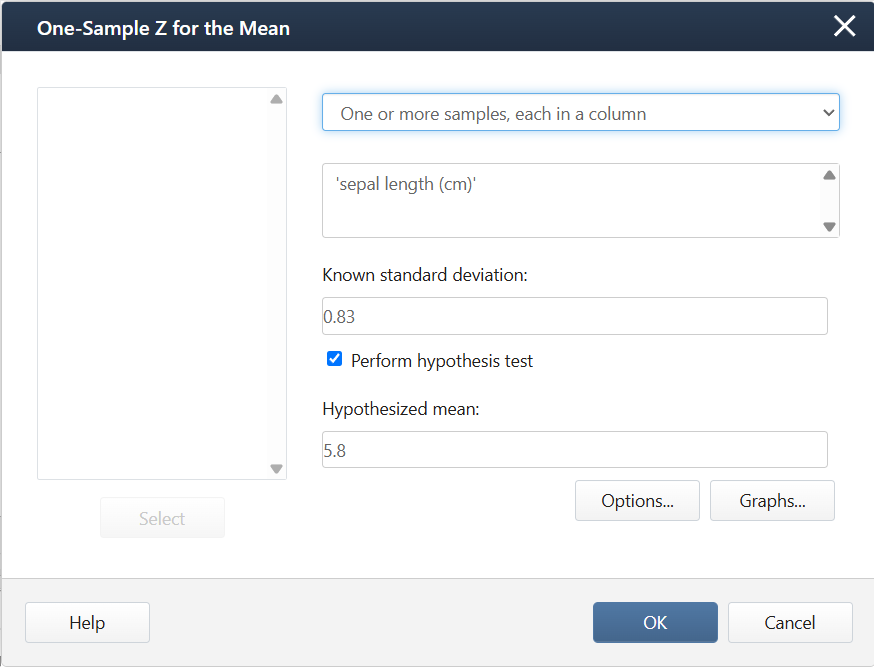 One-Sample Z for the Mean
One or more samples, each in a column
'sepal length (cm)'
Known standard deviation:
0.83
Perform hypothesis test
Hypothesized mean:
5.8
Options...
Graphs...
Select
Help
OK
Cancel